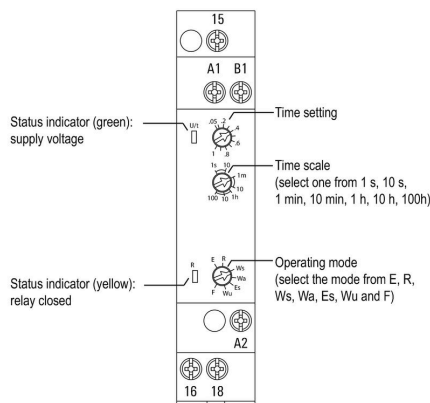 15
A1 B1
Status indicator (green):
supply voltage
U/t
.05 .2 .4 .6 .8 1
Time setting
1s 10 1m 10 1h 10 100
Time scale
(select one from 1 s, 10 s,
1 min, 10 min, 1 h, 10 h, 100h)
Status indicator (yellow):
relay closed
R
E R Ws Wa Es Wu F
Operating mode
(select the mode from E, R,
Ws, Wa, Es, Wu and F)
A2
16 18